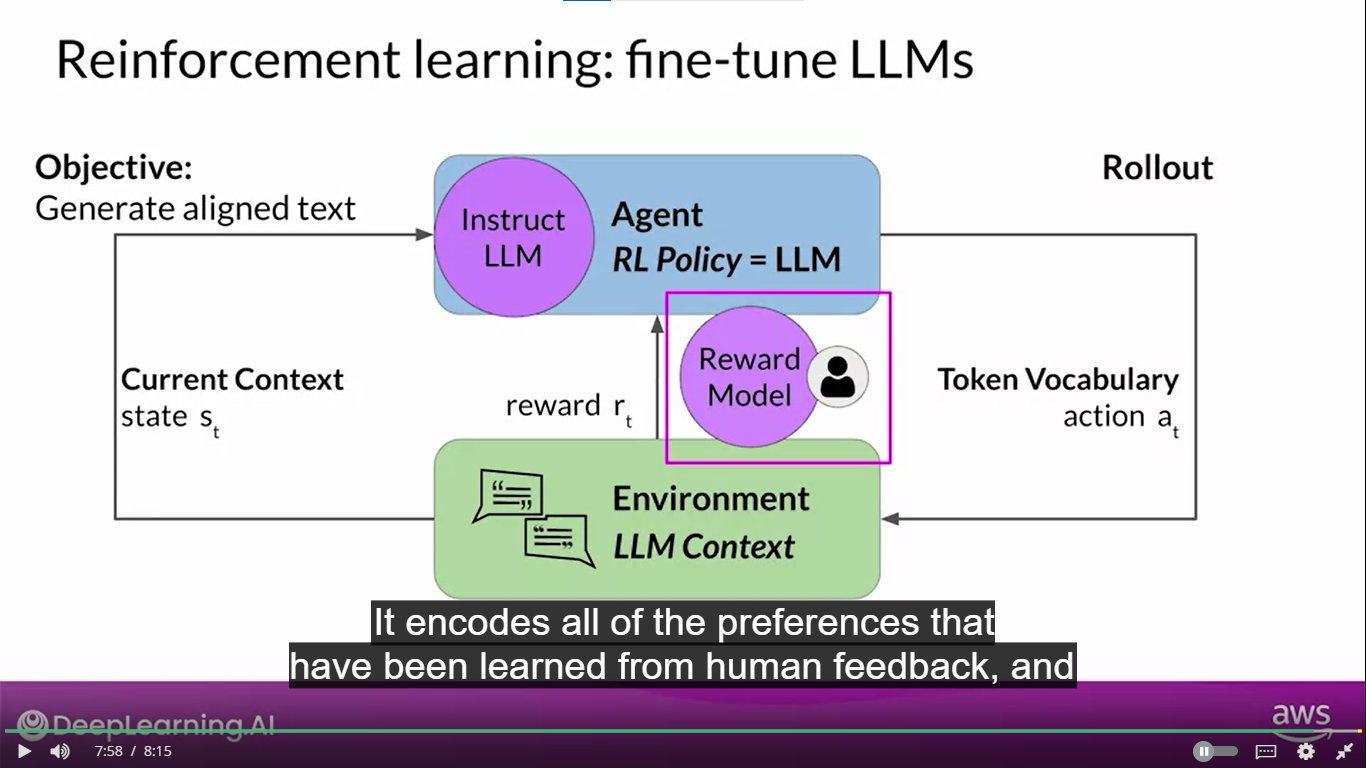 Reinforcement learning: fine-tune LLMs
Objective:
Generate aligned text
Rollout
Instruct
LLM
Agent
RL Policy = LLM
Reward
Model
Current Context
state s_t
reward r_t
Token Vocabulary
action a_t
Environment
LLM Context
It encodes all of the preferences that
have been learned from human feedback, and
DeepLearning.AI
aws
7:58 / 8:15